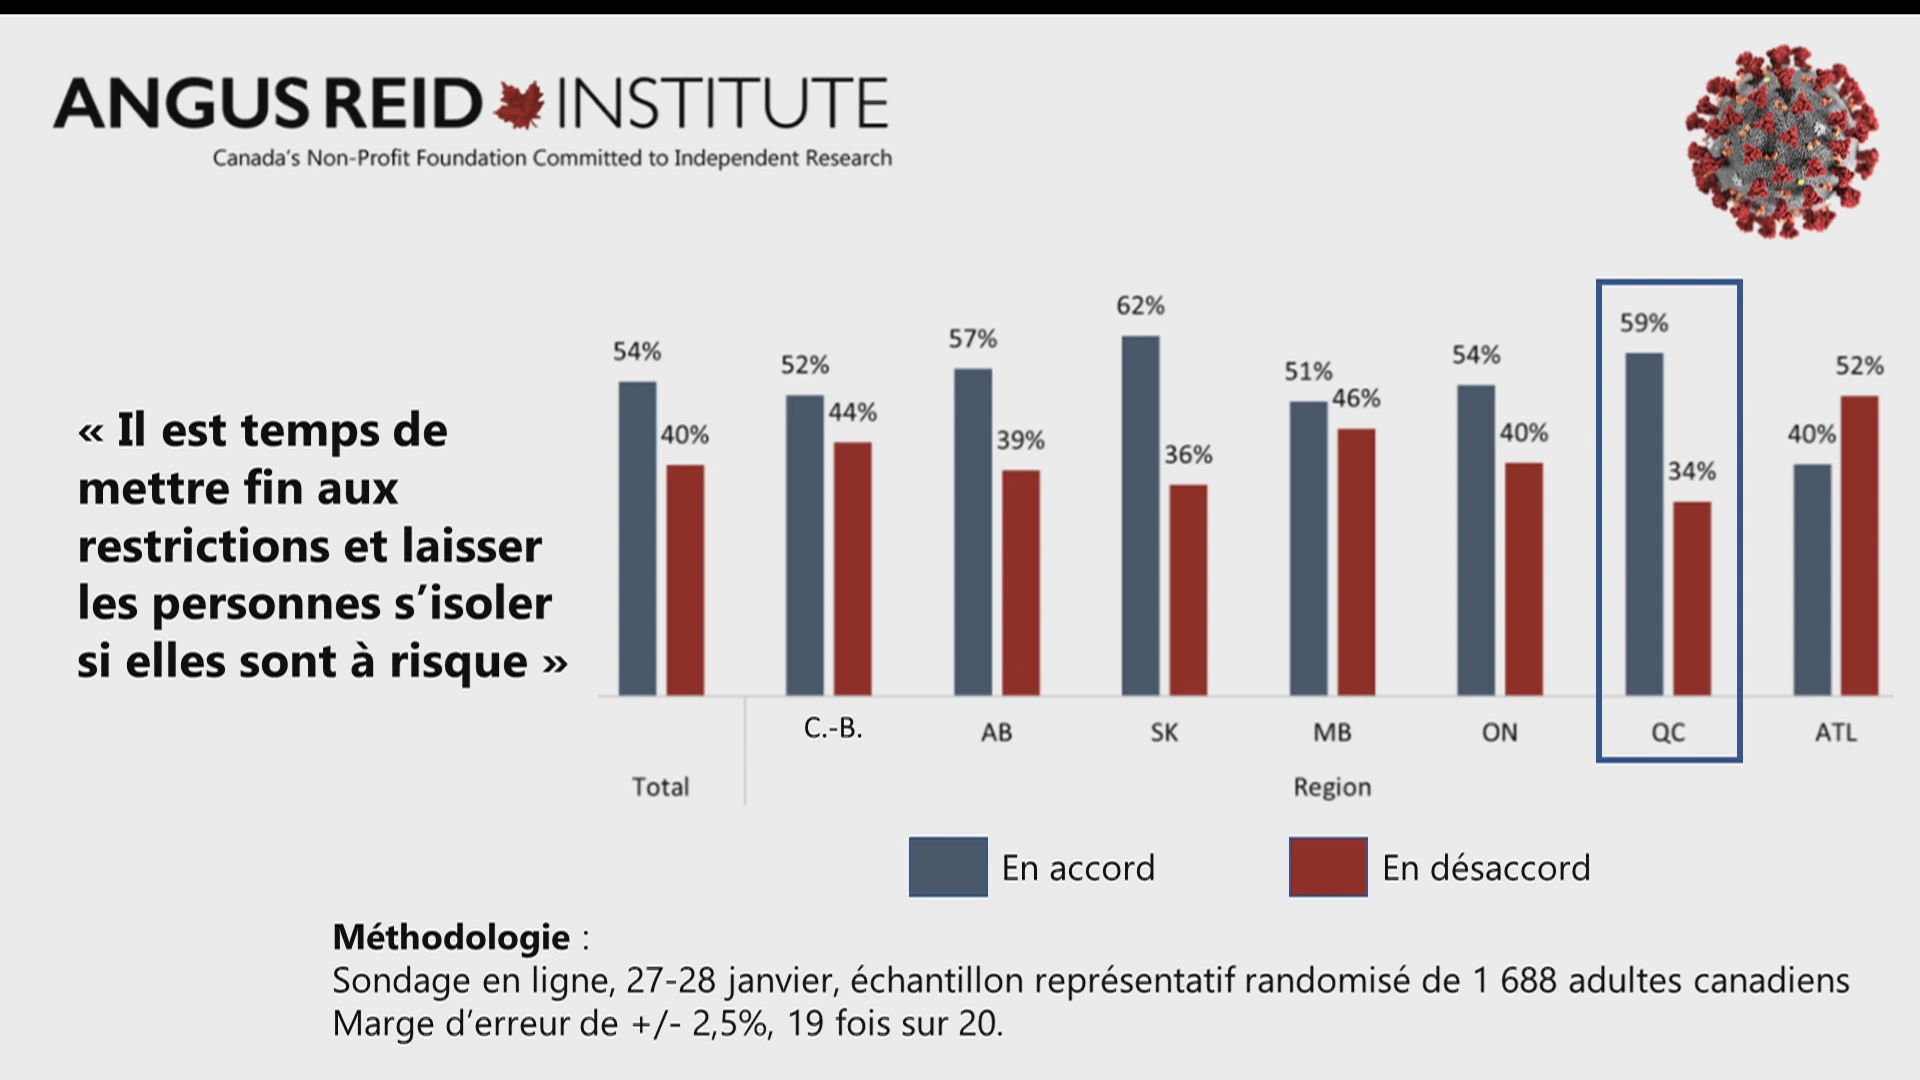 ANGUS REID INSTITUTE
Canada's Non-Profit Foundation Committed to Independent Research
« Il est temps de
mettre fin aux
restrictions et laisser
les personnes s'isoler
si elles sont à risque »
54% 40% 52% 44% 57% 39% 62% 36% 51% 46% 54% 40% 59% 34% 40% 52%
C.-B. AB SK MB ON QC ATL
Total Region
En accord En désaccord
Méthodologie :
Sondage en ligne, 27-28 janvier, échantillon représentatif randomisé de 1 688 adultes canadiens
Marge d'erreur de +/- 2,5%, 19 fois sur 20.